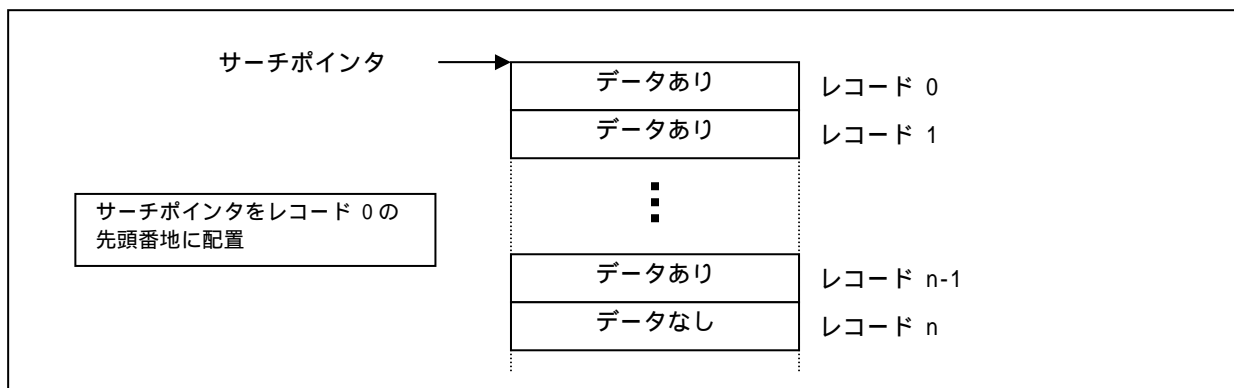 サーチポインタ
データあり
レコード 0
データあり
レコード 1
サーチポインタをレコード 0の
先頭番地に配置
データあり
レコード n-1
データなし
レコード n